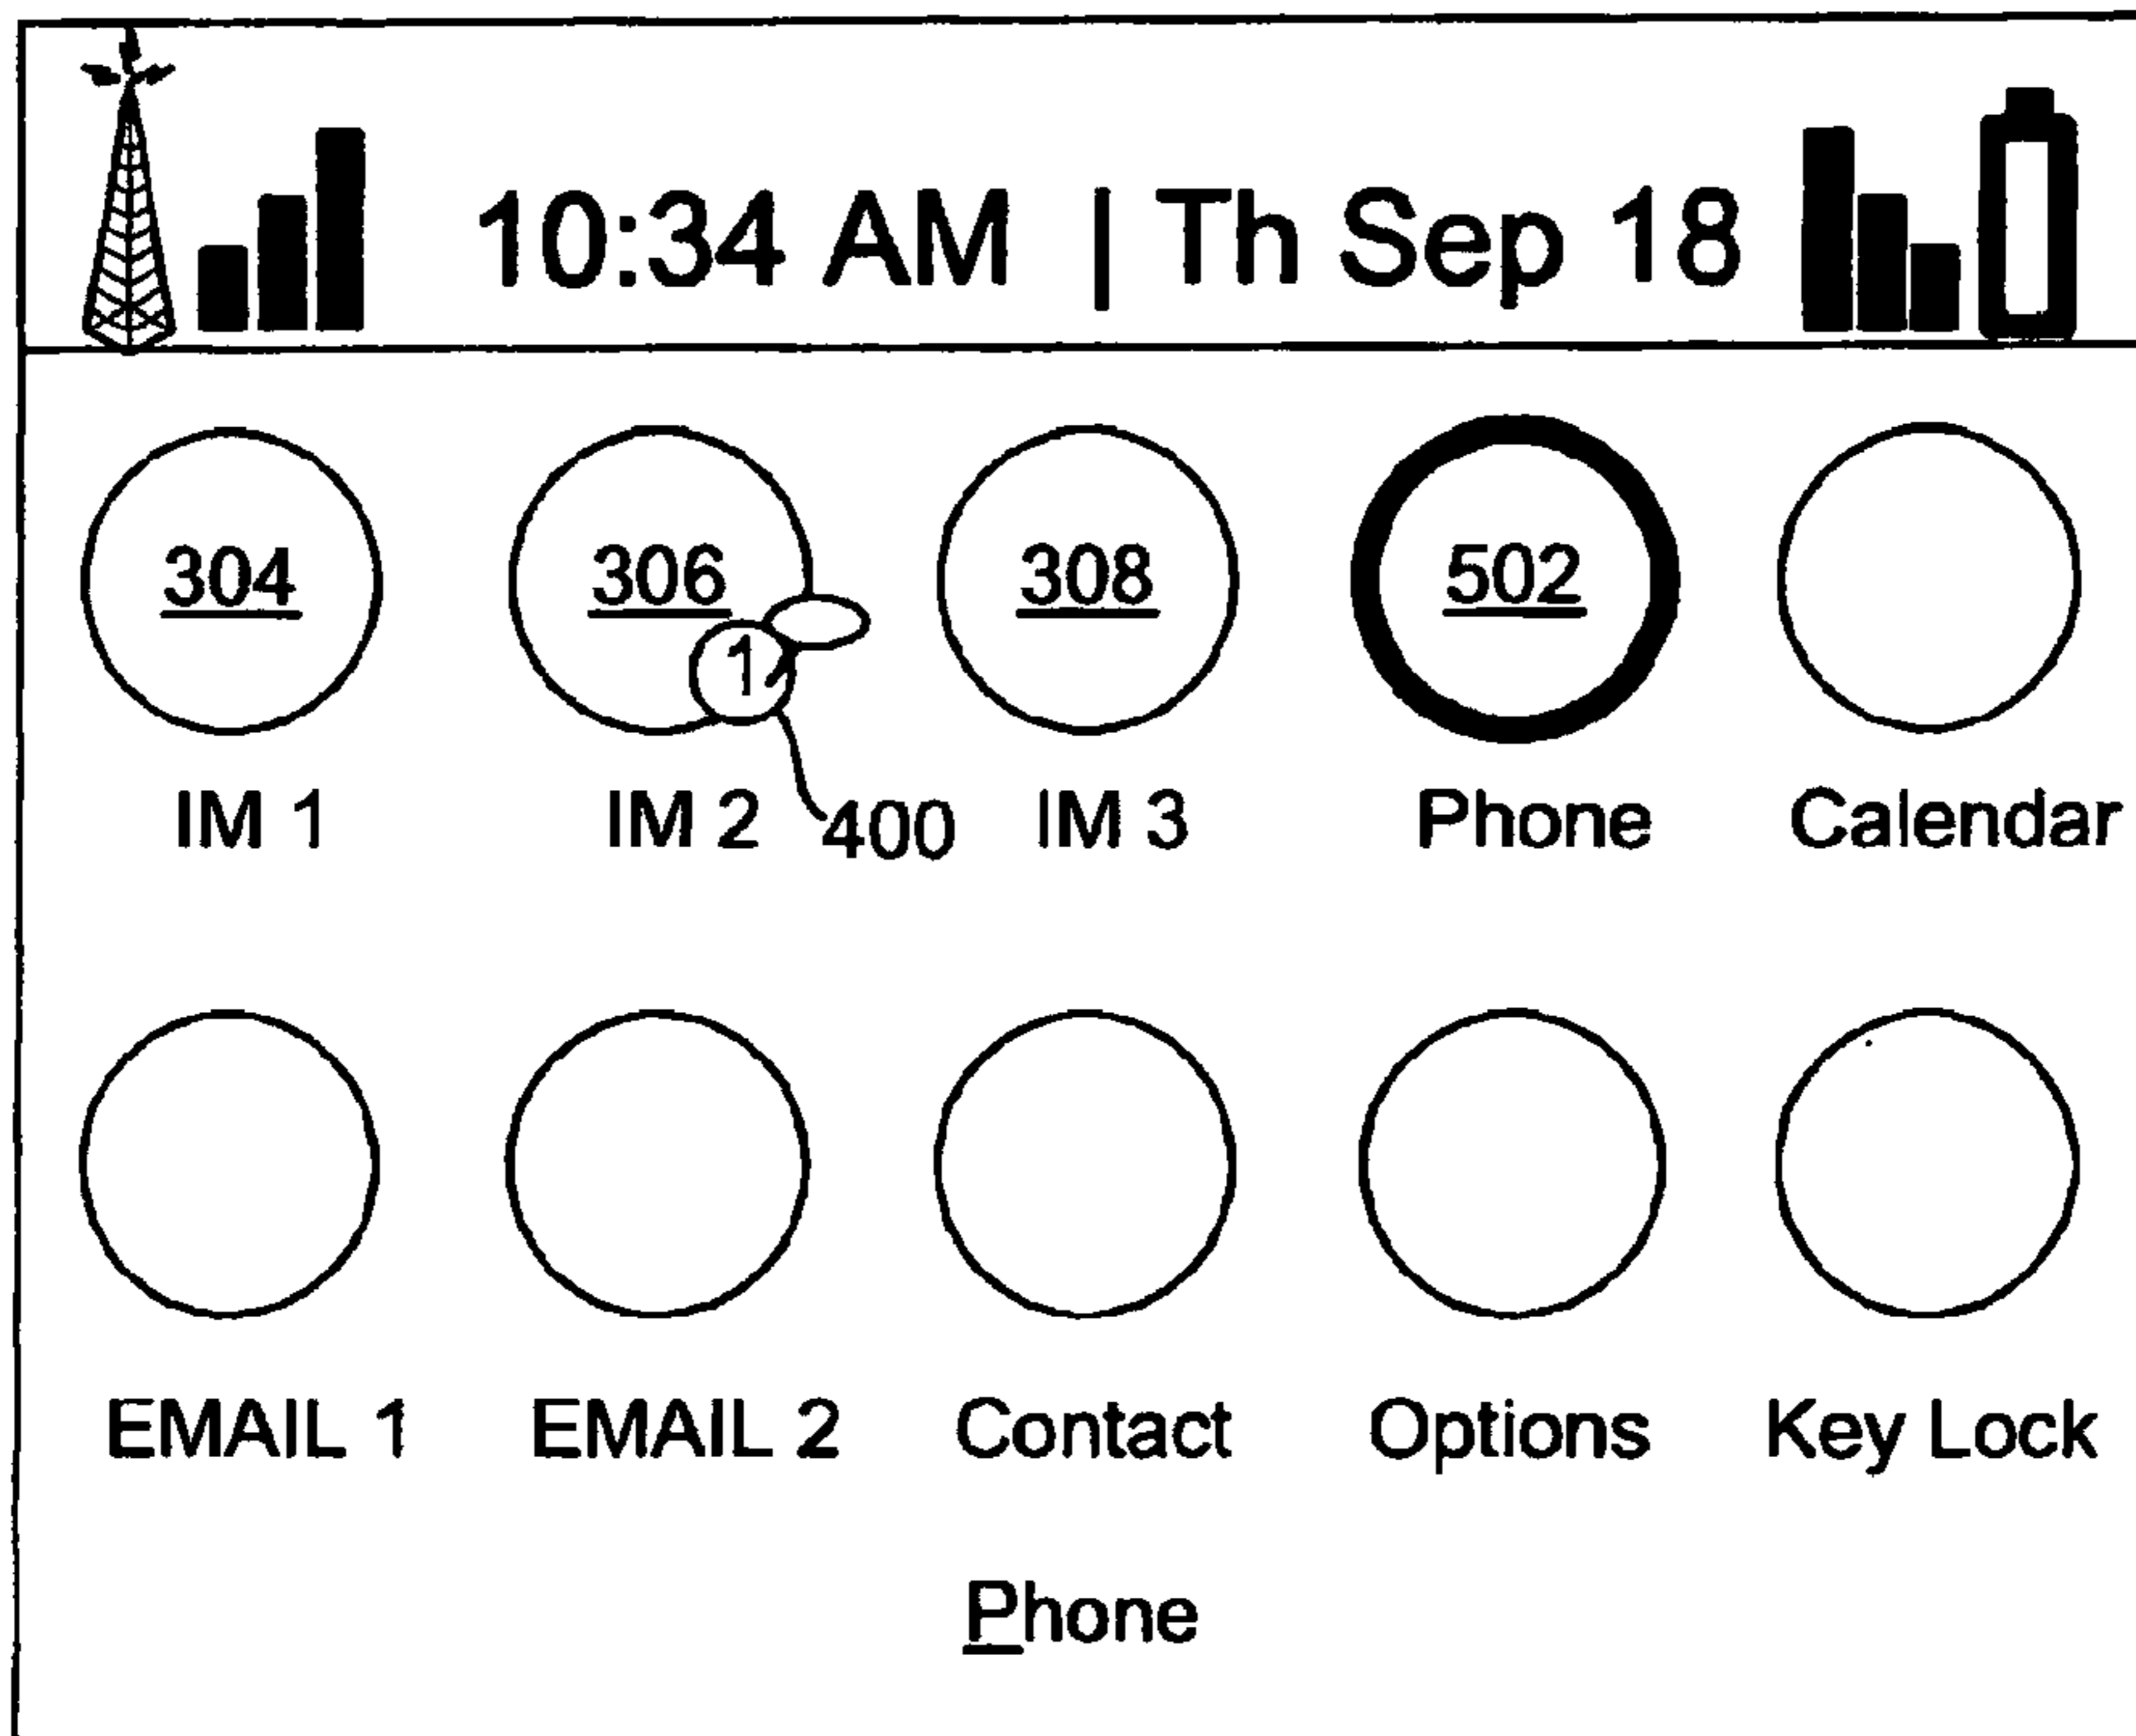 10:34 AM | Th Sep 18
304 306 308 502
1
IM 1 IM 2 400 IM 3 Phone Calendar
EMAIL 1 EMAIL 2 Contact Options Key Lock
Phone